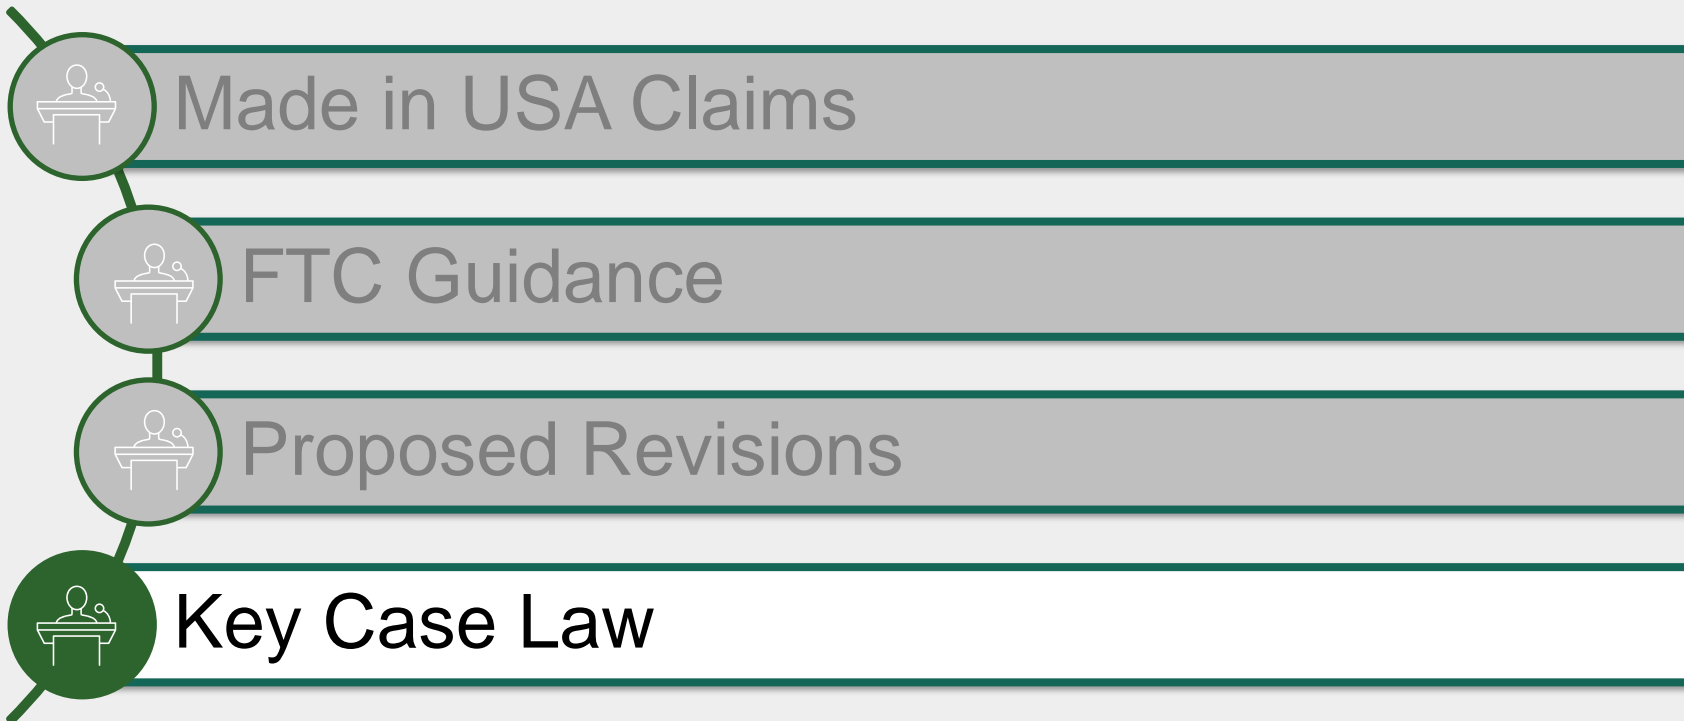 Made in USA Claims
FTC Guidance
Proposed Revisions
Key Case Law